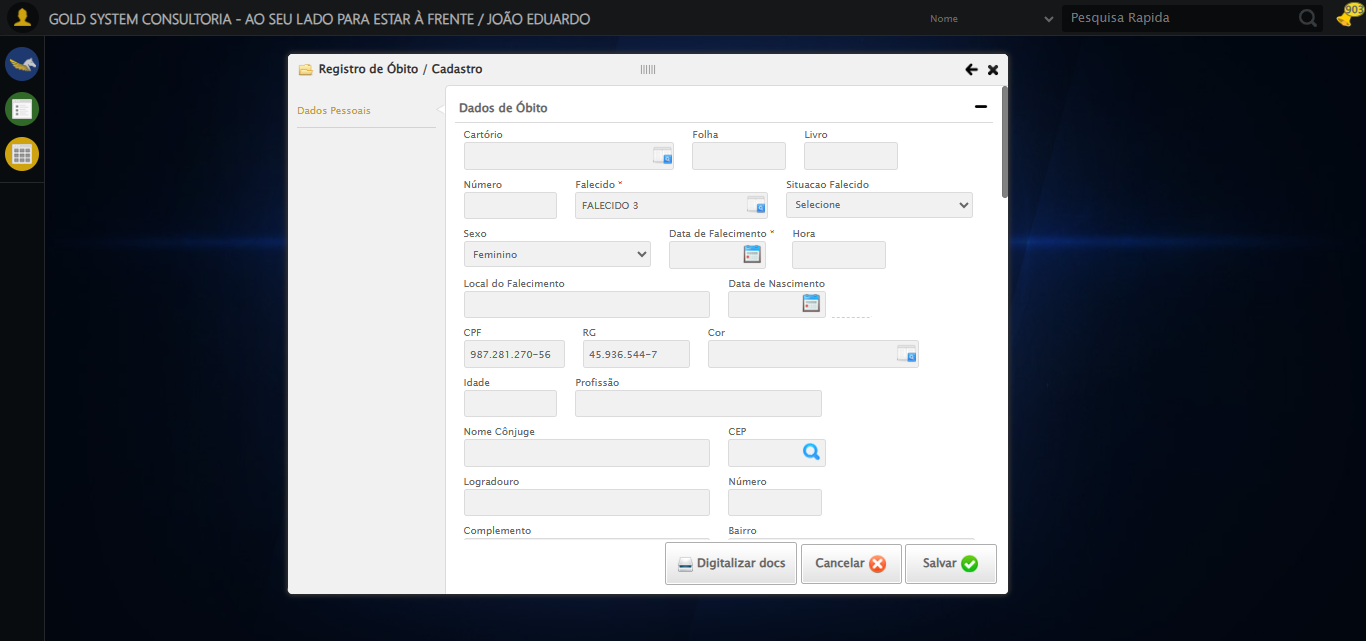 GOLD SYSTEM CONSULTORIA - AO SEU LADO PARA ESTAR À FRENTE / JOÃO EDUARDO
Nome
Pesquisa Rapida
903
Registro de Óbito / Cadastro
Dados Pessoais
Dados de Óbito
Cartório Folha Livro
Número Falecido * Situacao Falecido
FALECIDO 3 Selecione
Sexo Data de Falecimento * Hora
Feminino
Local do Falecimento Data de Nascimento
CPF RG Cor
987.281.270-56 45.936.544-7
Idade Profissão
Nome Cônjuge CEP
Logradouro Número
Complemento Bairro
Digitalizar docs Cancelar Salvar